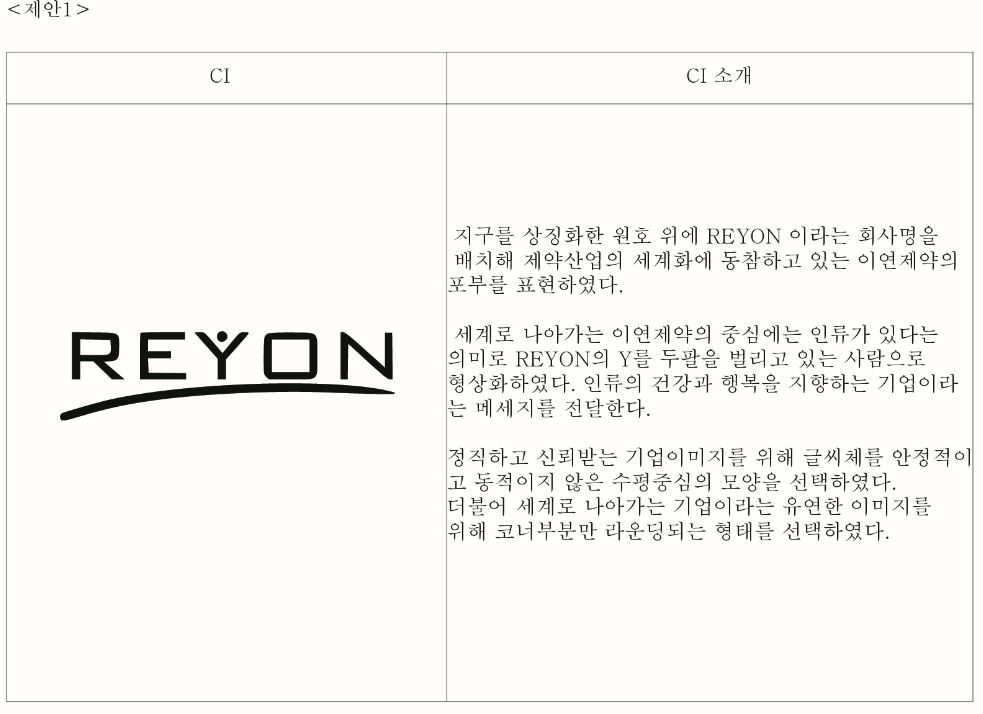 <제안1>
CI
CI 소개
REYON
지구를 상징화한 원호 위에 REYON 이라는 회사명을
배치해 제약산업의 세계화에 동참하고 있는 이연제약의
포부를 표현하였다.
세계로 나아가는 이연제약의 중심에는 인류가 있다는
의미로 REYON의 Y를 두팔을 벌리고 있는 사람으로
형상화하였다. 인류의 건강과 행복을 지향하는 기업이라
는 메세지를 전달한다.
정직하고 신뢰받는 기업이미지를 위해 글씨체를 안정적이
고 동적이지 않은 수평중심의 모양을 선택하였다.
더불어 세계로 나아가는 기업이라는 유연한 이미지를
위해 코너부분만 라운딩되는 형태를 선택하였다.